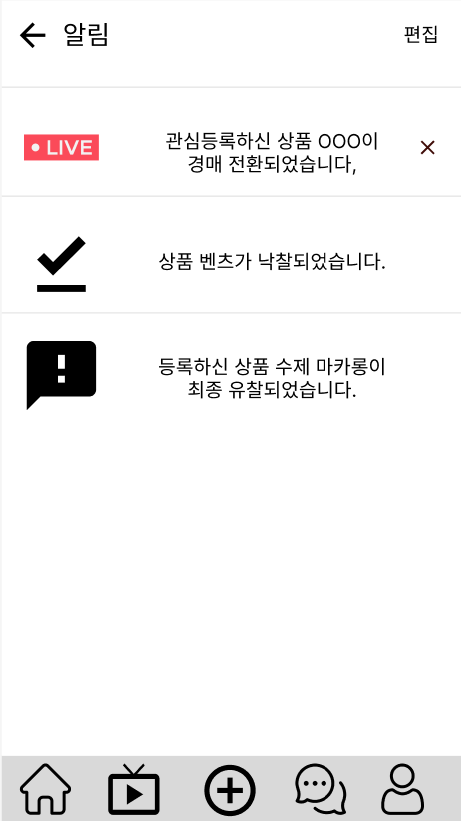 알림
편집
LIVE
관심등록하신 상품 OOO이
경매 전환되었습니다,
상품 벤츠가 낙찰되었습니다.
등록하신 상품 수제 마카롱이
최종 유찰되었습니다.